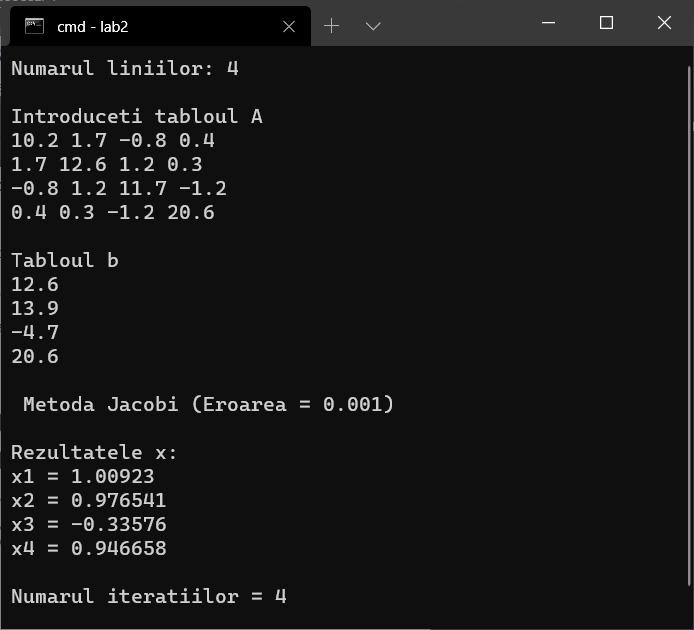 cmd - lab2
Numarul liniilor: 4
Introduceti tabloul A
10.2 1.7 -0.8 0.4
1.7 12.6 1.2 0.3
-0.8 1.2 11.7 -1.2
0.4 0.3 -1.2 20.6
Tabloul b
12.6
13.9
-4.7
20.6
Metoda Jacobi (Eroarea = 0.001)
Rezultatele x:
x1 = 1.00923
x2 = 0.976541
x3 = -0.33576
x4 = 0.946658
Numarul iteratiilor = 4